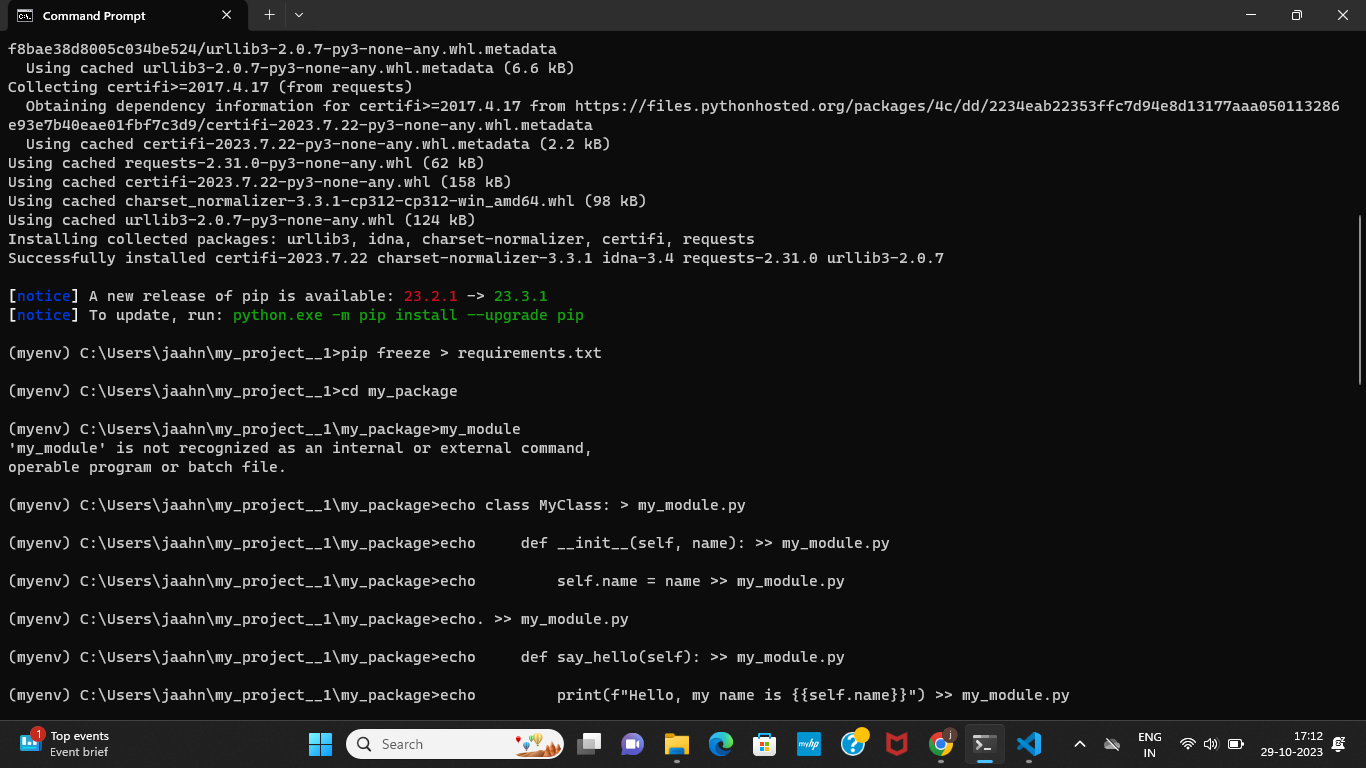 Command Prompt
f8bae38d8005c034be524/urllib3-2.0.7-py3-none-any.whl.metadata
  Using cached urllib3-2.0.7-py3-none-any.whl.metadata (6.6 kB)
Collecting certifi>=2017.4.17 (from requests)
  Obtaining dependency information for certifi>=2017.4.17 from https://files.pythonhosted.org/packages/4c/dd/2234eab22353ffc7d94e8d13177aaa050113286
e93e7b40eae01fbf7c3d9/certifi-2023.7.22-py3-none-any.whl.metadata
  Using cached certifi-2023.7.22-py3-none-any.whl.metadata (2.2 kB)
Using cached requests-2.31.0-py3-none-any.whl (62 kB)
Using cached certifi-2023.7.22-py3-none-any.whl (158 kB)
Using cached charset_normalizer-3.3.1-cp312-cp312-win_amd64.whl (98 kB)
Using cached urllib3-2.0.7-py3-none-any.whl (124 kB)
Installing collected packages: urllib3, idna, charset-normalizer, certifi, requests
Successfully installed certifi-2023.7.22 charset-normalizer-3.3.1 idna-3.4 requests-2.31.0 urllib3-2.0.7
[notice] A new release of pip is available: 23.2.1 -> 23.3.1
[notice] To update, run: python.exe -m pip install --upgrade pip
(myenv) C:\Users\jaahn\my_project__1>pip freeze > requirements.txt
(myenv) C:\Users\jaahn\my_project__1>cd my_package
(myenv) C:\Users\jaahn\my_project__1\my_package>my_module
'my_module' is not recognized as an internal or external command,
operable program or batch file.
(myenv) C:\Users\jaahn\my_project__1\my_package>echo class MyClass: > my_module.py
(myenv) C:\Users\jaahn\my_project__1\my_package>echo     def __init__(self, name): >> my_module.py
(myenv) C:\Users\jaahn\my_project__1\my_package>echo         self.name = name >> my_module.py
(myenv) C:\Users\jaahn\my_project__1\my_package>echo. >> my_module.py
(myenv) C:\Users\jaahn\my_project__1\my_package>echo     def say_hello(self): >> my_module.py
(myenv) C:\Users\jaahn\my_project__1\my_package>echo         print(f"Hello, my name is {{self.name}}") >> my_module.py
1
Top events
Event brief
Search
myhp
j
ENG
IN
17:12
29-10-2023